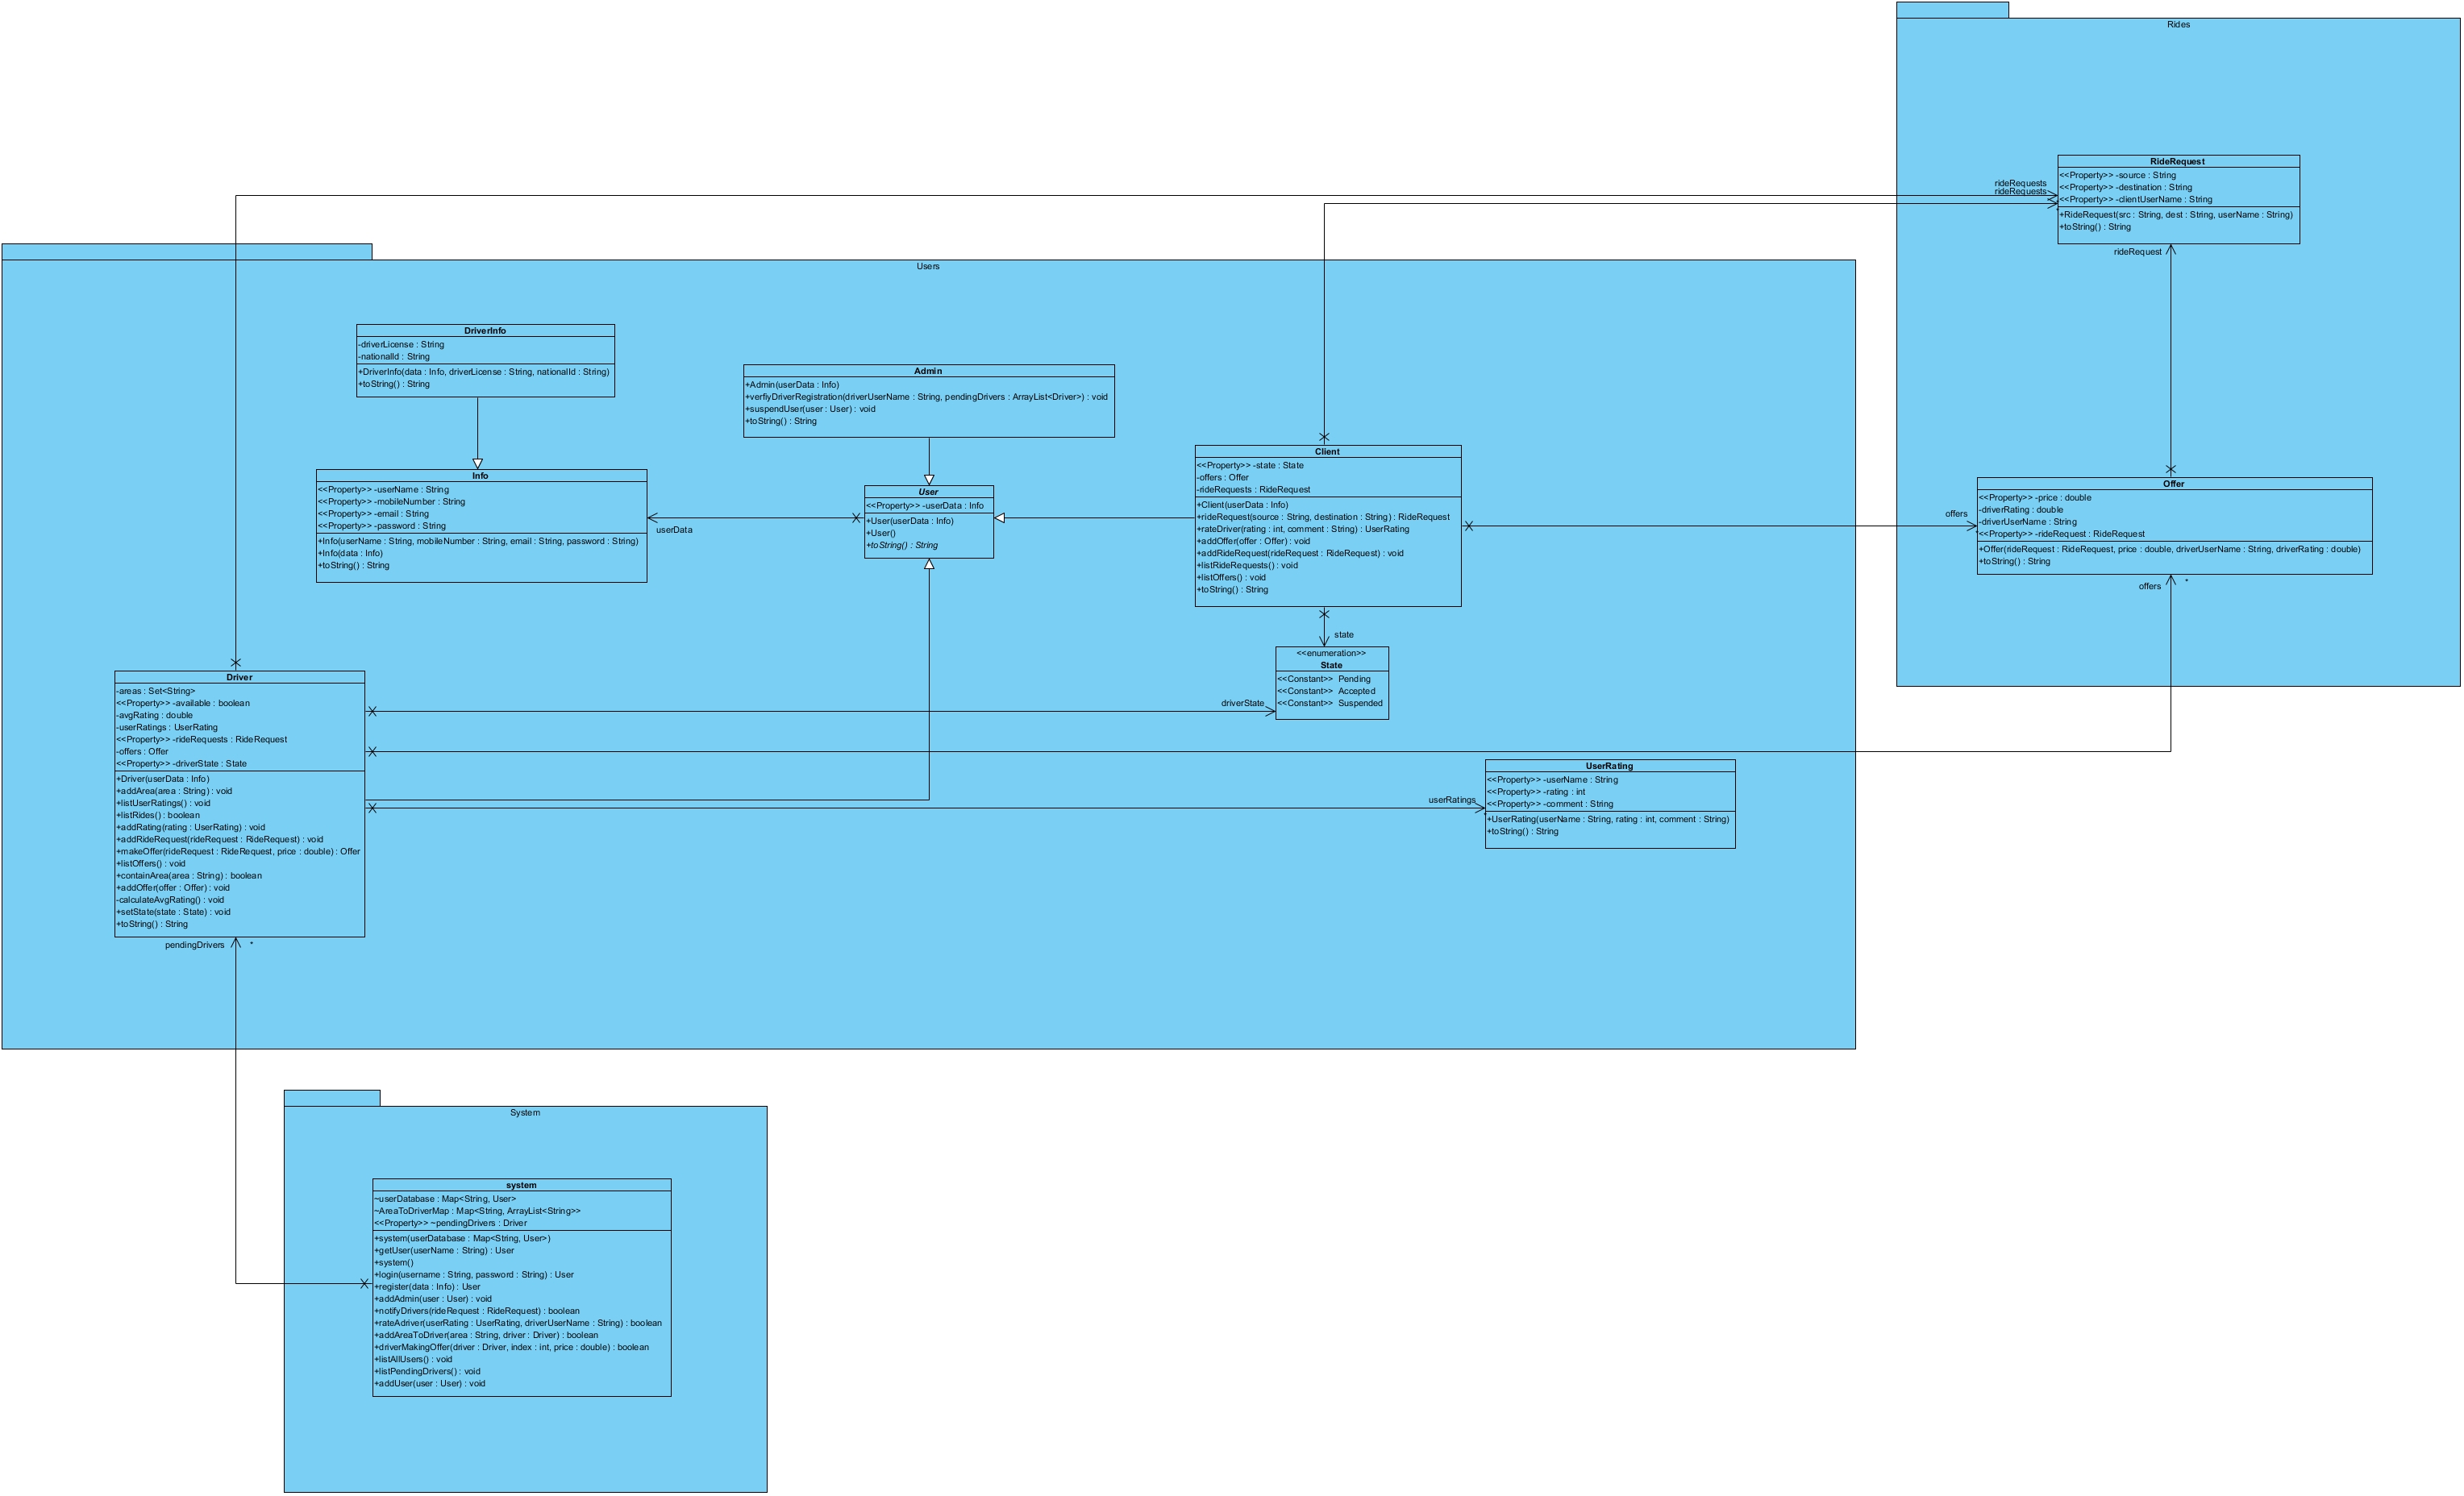 Rides
RideRequest
<<Property>> -source : String
<<Property>> -destination : String
<<Property>> -clientUserName : String
+RideRequest(src : String, dest : String, userName : String)
+toString() : String
rideRequests
rideRequests
rideRequest
Offer
<<Property>> -price : double
-driverRating : double
-driverUserName : String
<<Property>> -rideRequest : RideRequest
+Offer(rideRequest : RideRequest, price : double, driverUserName : String, driverRating : double)
+toString() : String
offers
offers
*
Users
DriverInfo
-driverLicense : String
-nationalId : String
+DriverInfo(data : Info, driverLicense : String, nationalId : String)
+toString() : String
Info
<<Property>> -userName : String
<<Property>> -mobileNumber : String
<<Property>> -email : String
<<Property>> -password : String
+Info(userName : String, mobileNumber : String, email : String, password : String)
+Info(data : Info)
+toString() : String
userData
Admin
+Admin(userData : Info)
+verfiyDriverRegistration(driverUserName : String, pendingDrivers : ArrayList<Driver>) : void
+suspendUser(user : User) : void
+toString() : String
User
<<Property>> -userData : Info
+User(userData : Info)
+User()
+toString() : String
Client
<<Property>> -state : State
-offers : Offer
-rideRequests : RideRequest
+Client(userData : Info)
+rideRequest(source : String, destination : String) : RideRequest
+rateDriver(rating : int, comment : String) : UserRating
+addOffer(offer : Offer) : void
+addRideRequest(rideRequest : RideRequest) : void
+listRideRequests() : void
+listOffers() : void
+toString() : String
state
<<enumeration>>
State
<<Constant>> Pending
<<Constant>> Accepted
<<Constant>> Suspended
driverState
Driver
-areas : Set<String>
<<Property>> -available : boolean
-avgRating : double
-userRatings : UserRating
<<Property>> -rideRequests : RideRequest
-offers : Offer
<<Property>> -driverState : State
+Driver(userData : Info)
+addArea(area : String) : void
+listUserRatings() : void
+listRides() : boolean
+addRating(rating : UserRating) : void
+addRideRequest(rideRequest : RideRequest) : void
+makeOffer(rideRequest : RideRequest, price : double) : Offer
+listOffers() : void
+containArea(area : String) : boolean
+addOffer(offer : Offer) : void
-calculateAvgRating() : void
+setState(state : State) : void
+toString() : String
userRatings
UserRating
<<Property>> -userName : String
<<Property>> -rating : int
<<Property>> -comment : String
+UserRating(userName : String, rating : int, comment : String)
+toString() : String
pendingDrivers
*
System
system
~userDatabase : Map<String, User>
~AreaToDriverMap : Map<String, ArrayList<String>>
<<Property>> ~pendingDrivers : Driver
+system(userDatabase : Map<String, User>)
+getUser(userName : String) : User
+system()
+login(username : String, password : String) : User
+register(data : Info) : User
+addAdmin(user : User) : void
+notifyDrivers(rideRequest : RideRequest) : boolean
+rateAdriver(userRating : UserRating, driverUserName : String) : boolean
+addAreaToDriver(area : String, driver : Driver) : boolean
+driverMakingOffer(driver : Driver, index : int, price : double) : boolean
+listAllUsers() : void
+listPendingDrivers() : void
+addUser(user : User) : void